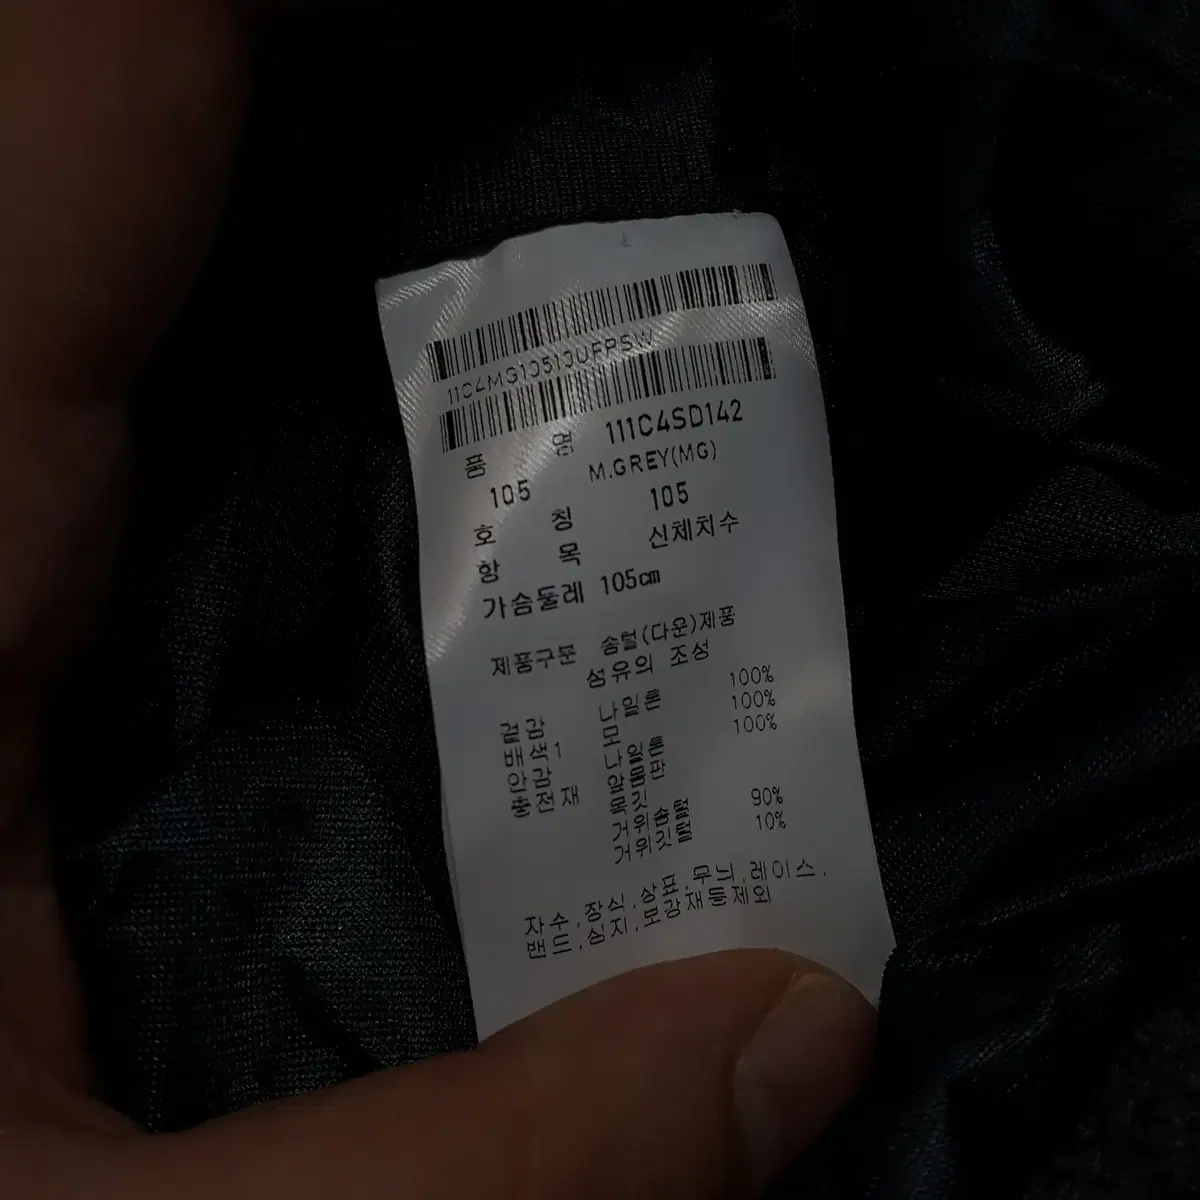 11C4MG10513UFPSW
품 명 111C4SD142
105 M.GREY(MG)
호 칭 105
항 목 신체치수
가슴둘레 105cm
제품구분 솜털(다운)제품
섬유의 조성
겉감 나일론 100%
배색1 모 100%
안감 나일론 100%
충전재 앞몸판
목깃
거위솜털 90%
거위깃털 10%
자수,장식,상표,무늬,레이스,
밴드,심지,보강재등제외